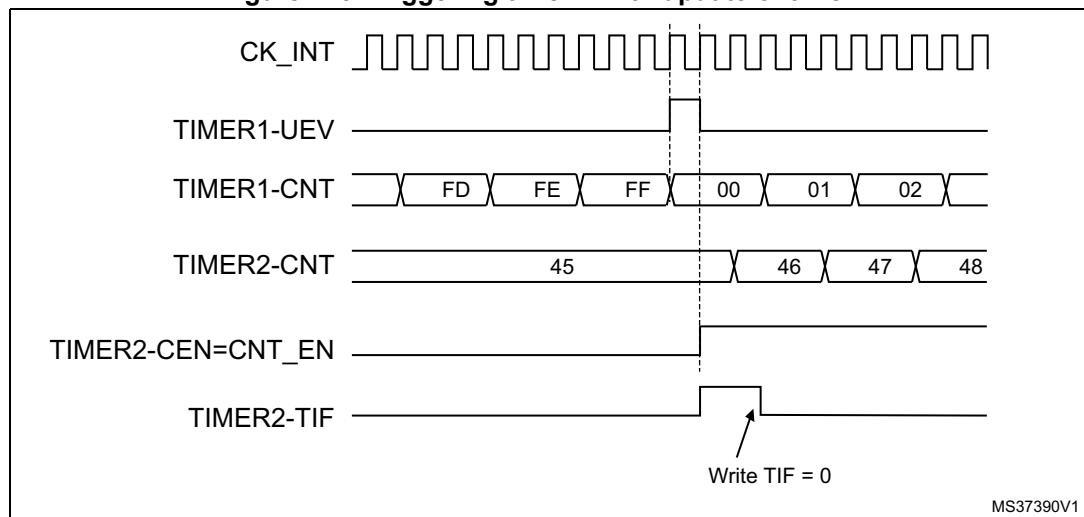 CK_INT
TIMER1-UEV
TIMER1-CNT FD FE FF 00 01 02
TIMER2-CNT 45 46 47 48
TIMER2-CEN=CNT_EN
TIMER2-TIF
Write TIF = 0
MS37390V1